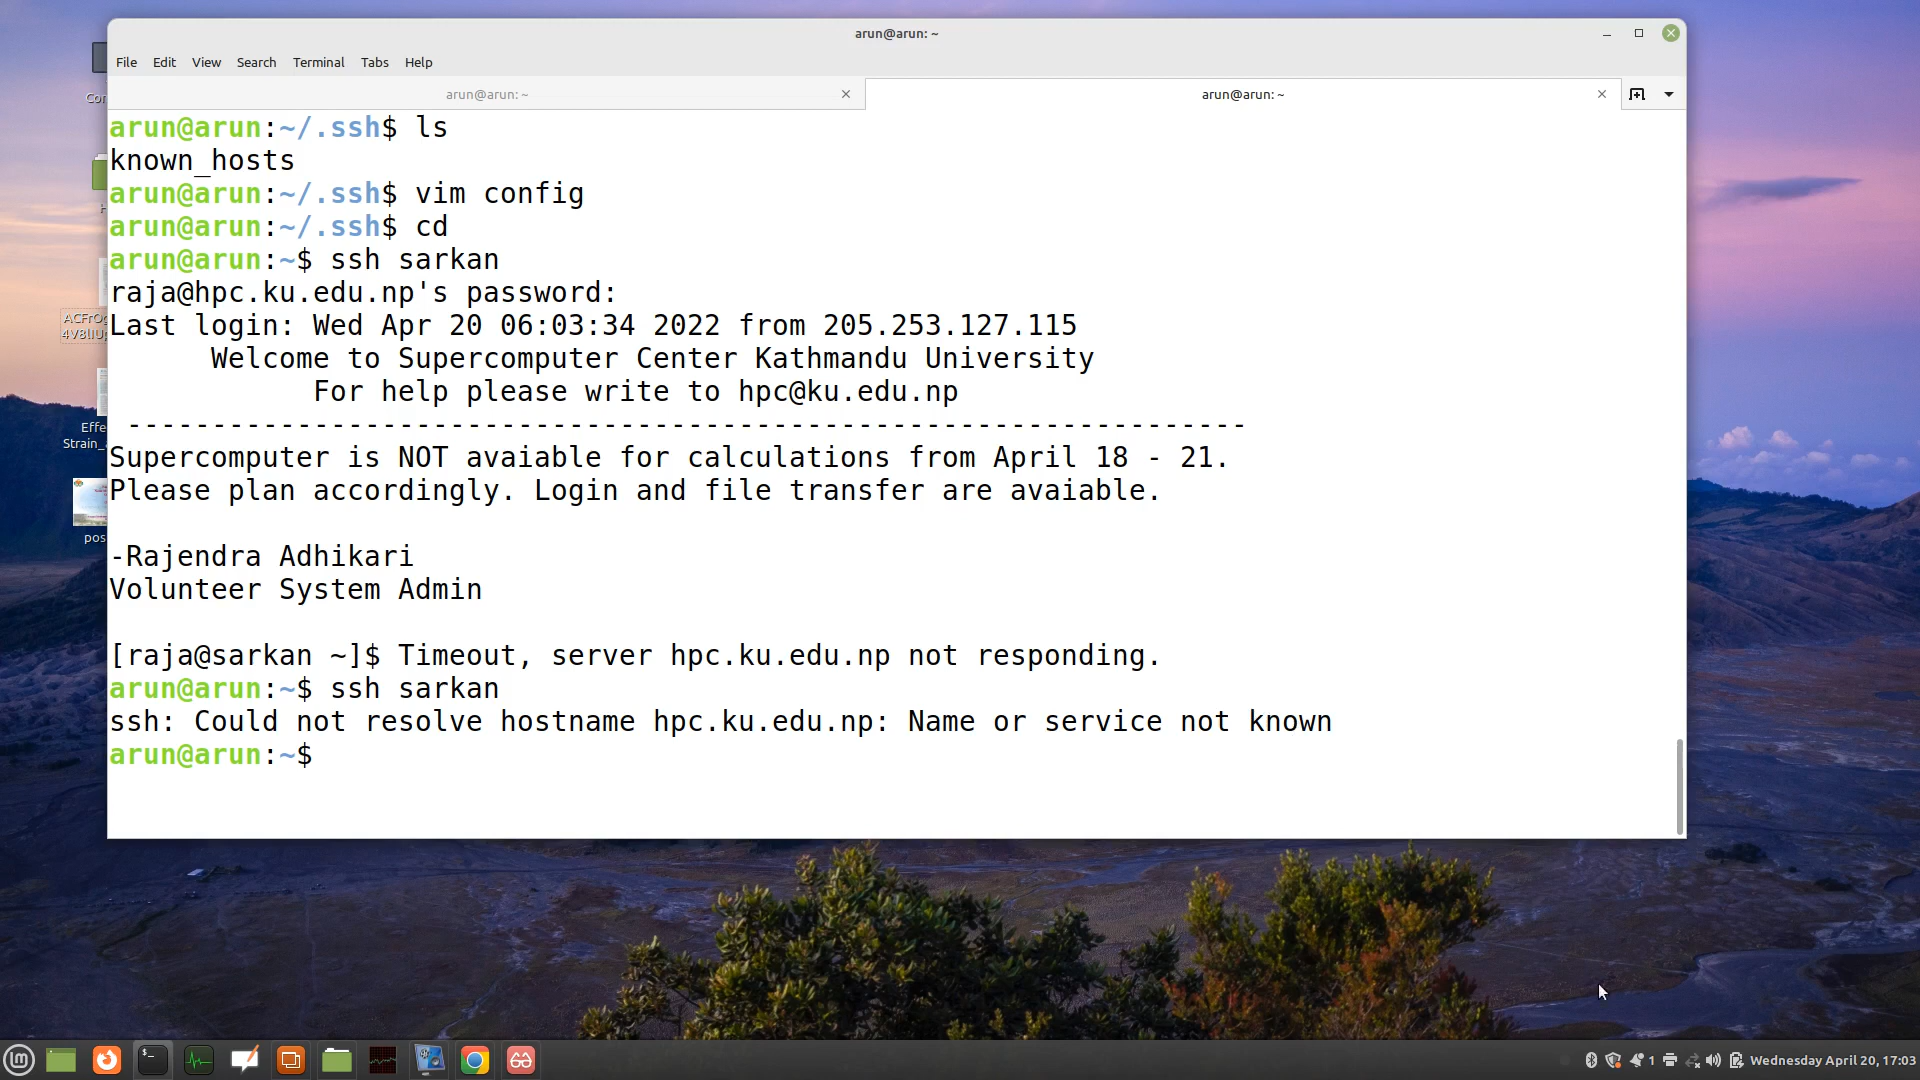 arun@arun: ~
File Edit View Search Terminal Tabs Help
arun@arun: ~
arun@arun: ~
arun@arun:~/.ssh$ ls
known_hosts
arun@arun:~/.ssh$ vim config
arun@arun:~/.ssh$ cd
arun@arun:~$ ssh sarkan
raja@hpc.ku.edu.np's password:
Last login: Wed Apr 20 06:03:34 2022 from 205.253.127.115
Welcome to Supercomputer Center Kathmandu University
For help please write to hpc@ku.edu.np
------------------------------------------------------------------
Supercomputer is NOT avaiable for calculations from April 18 - 21.
Please plan accordingly. Login and file transfer are avaiable.
-Rajendra Adhikari
Volunteer System Admin
[raja@sarkan ~]$ Timeout, server hpc.ku.edu.np not responding.
arun@arun:~$ ssh sarkan
ssh: Could not resolve hostname hpc.ku.edu.np: Name or service not known
arun@arun:~$
Strain_
pos
1 Wednesday April 20, 17:03